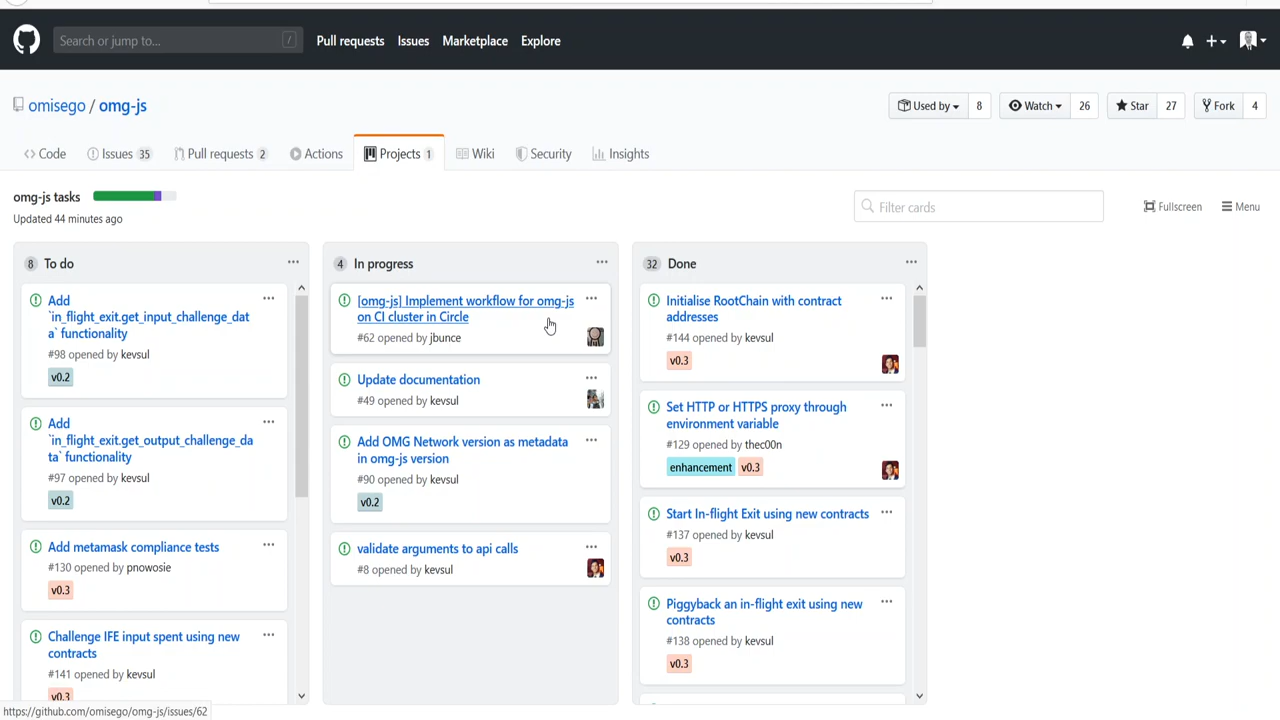 Search or jump to...
/
Pull requests
Issues
Marketplace
Explore
omisego / omg-js
Used by 8
Watch 26
Star 27
Fork 4
Code
Issues 35
Pull requests 2
Actions
Projects 1
Wiki
Security
Insights
omg-js tasks
Updated 44 minutes ago
Filter cards
Fullscreen
Menu
8 To do
Add
`in_flight_exit.get_input_challenge_dat
a` functionality
#98 opened by kevsul
v0.2
Add
`in_flight_exit.get_output_challenge_da
ta` functionality
#97 opened by kevsul
v0.2
Add metamask compliance tests
#130 opened by pnowosie
v0.3
Challenge IFE input spent using new
contracts
#141 opened by kevsul
v0.3
4 In progress
[omg-js] Implement workflow for omg-js
on CI cluster in Circle
#62 opened by jbunce
Update documentation
#49 opened by kevsul
Add OMG Network version as metadata
in omg-js version
#90 opened by kevsul
v0.2
validate arguments to api calls
#8 opened by kevsul
32 Done
Initialise RootChain with contract
addresses
#144 opened by kevsul
v0.3
Set HTTP or HTTPS proxy through
environment variable
#129 opened by thec00n
enhancement v0.3
Start In-flight Exit using new contracts
#137 opened by kevsul
v0.3
Piggyback an in-flight exit using new
contracts
#138 opened by kevsul
v0.3
https://github.com/omisego/omg-js/issues/62